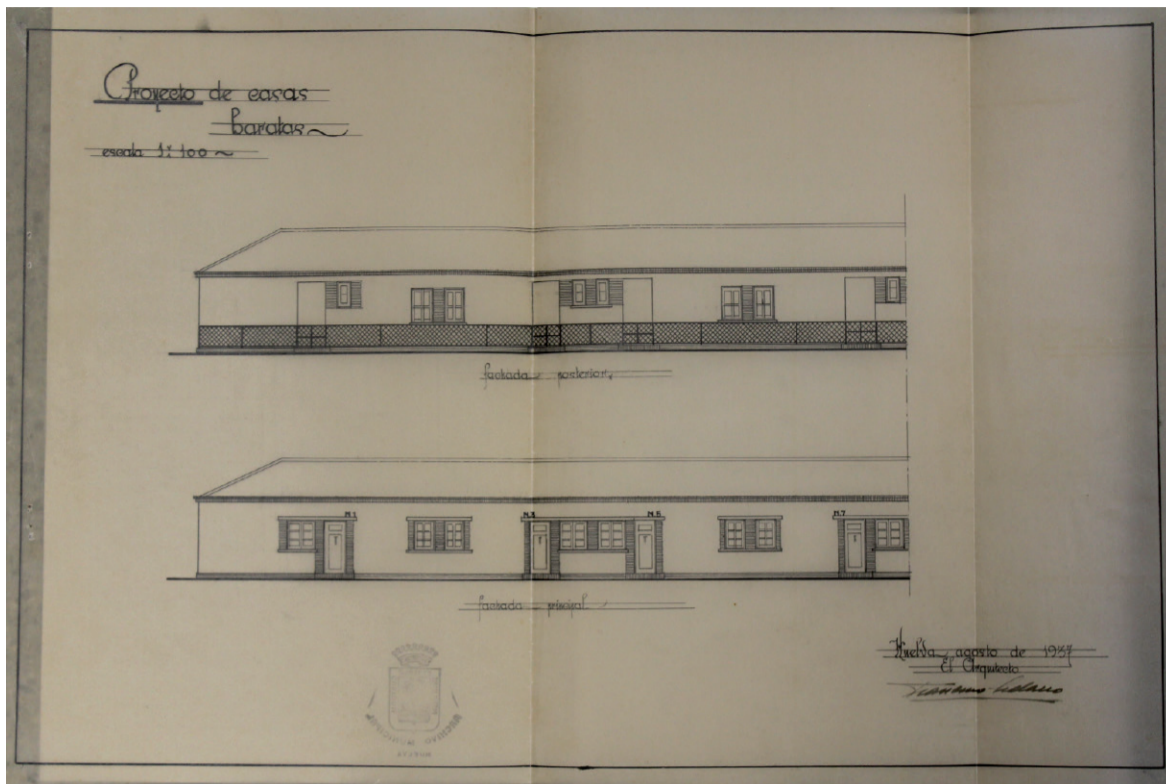 Proyecto de casas
baratas
escala 1: 100
fachada posterior.
N.1
N.3
N.5
N.7
fachada principal
Huelva agosto de 1937
El Arquitecto